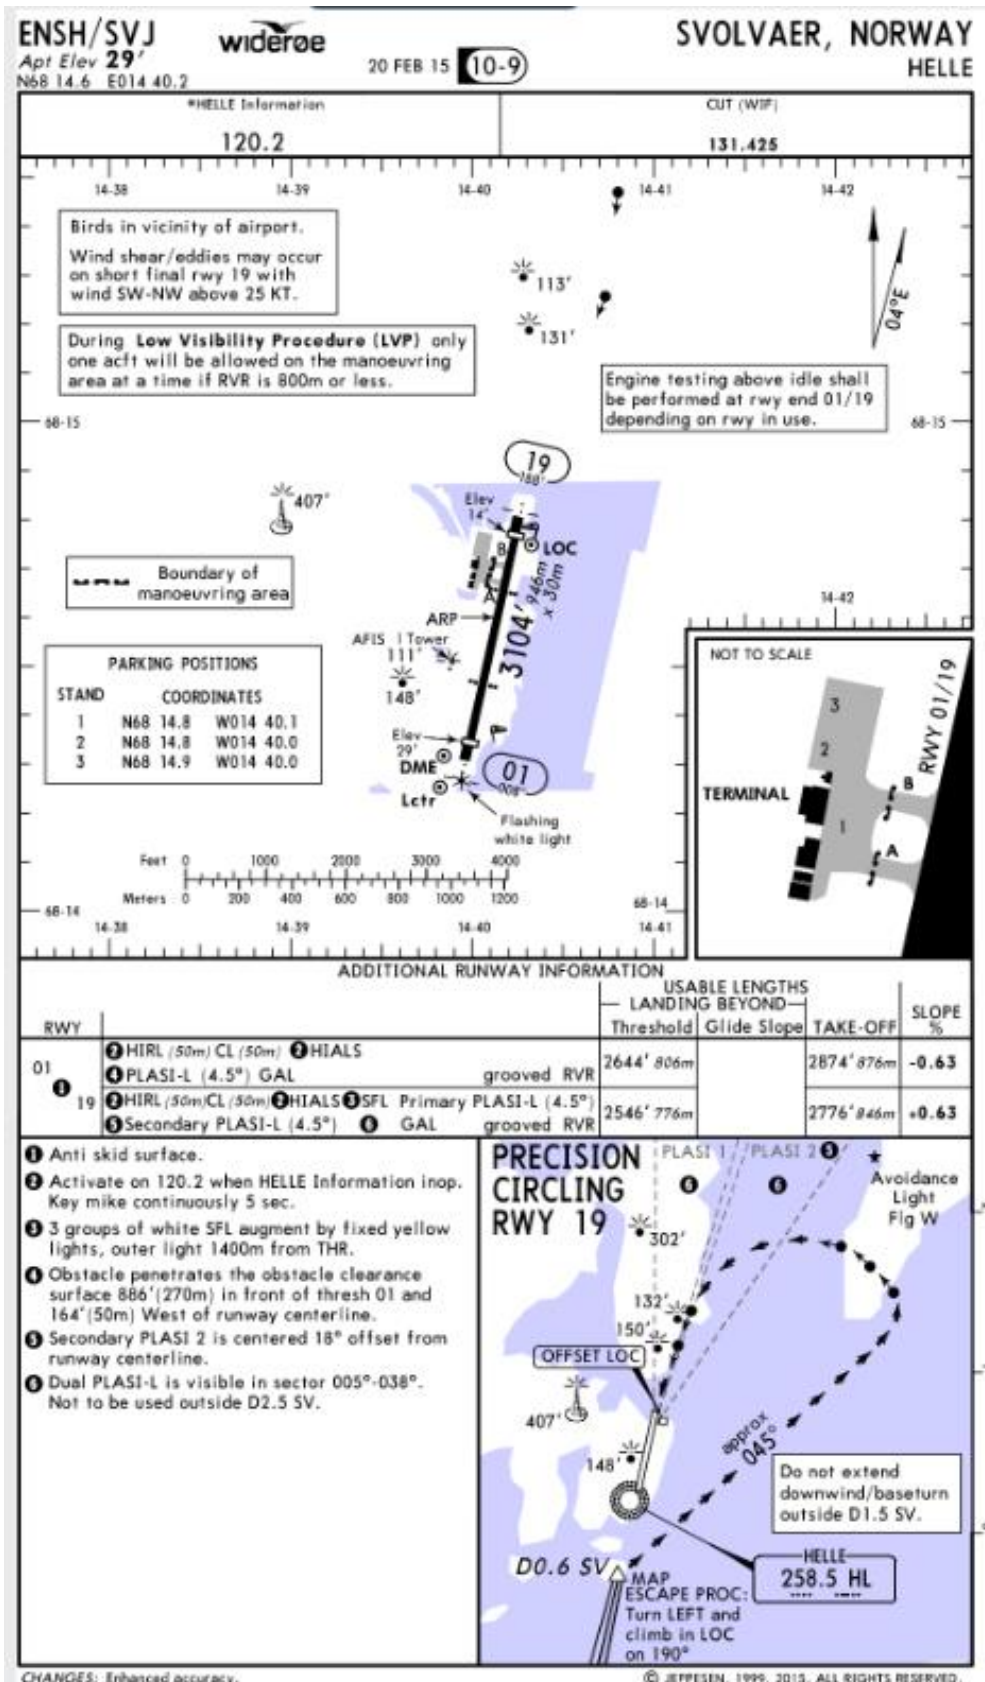 ENSH/SVJ
Apt Elev 29'
N68 14.6 E014 40.2
widerøe
20 FEB 15 10-9
SVOLVAER, NORWAY
HELLE
*HELLE Information
120.2
CUT (WIF)
131.425
14-38 14-39 14-40 14-41 14-42
Birds in vicinity of airport.
Wind shear/eddies may occur
on short final rwy 19 with
wind SW-NW above 25 KT.
113'
131'
04°E
During Low Visibility Procedure (LVP) only
one acft will be allowed on the manoeuvring
area at a time if RVR is 800m or less.
Engine testing above idle shall
be performed at rwy end 01/19
depending on rwy in use.
68-15 68-15
19
188°
Elev
14'
407'
B
LOC
Boundary of
manoeuvring area
A
946m
x 30m
3104'
ARP
AFIS | Tower
111'
148'
PARKING POSITIONS
STAND COORDINATES
1 N68 14.8 W014 40.1
2 N68 14.8 W014 40.0
3 N68 14.9 W014 40.0
Elev
29'
DME
Lctr
01
008°
Flashing
white light
14-42
NOT TO SCALE
3
2
1
TERMINAL
B
A
RWY 01/19
Feet 0 1000 2000 3000 4000
Meters 0 200 400 600 800 1000 1200
68-14 68-14
14-38 14-39 14-40 14-41
ADDITIONAL RUNWAY INFORMATION
USABLE LENGTHS
LANDING BEYOND
RWY Threshold Glide Slope TAKE-OFF SLOPE %
01 2 HIRL (50m) CL (50m) 2 HIALS
4 PLASI-L (4.5°) GAL grooved RVR 2644' 806m 2874' 876m -0.63
1
19 2 HIRL (50m) CL (50m) 2 HIALS 3 SFL Primary PLASI-L (4.5°)
5 Secondary PLASI-L (4.5°) 6 GAL grooved RVR 2546' 776m 2776' 846m +0.63
1 Anti skid surface.
2 Activate on 120.2 when HELLE Information inop.
Key mike continuously 5 sec.
3 3 groups of white SFL augment by fixed yellow
lights, outer light 1400m from THR.
4 Obstacle penetrates the obstacle clearance
surface 886'(270m) in front of thresh 01 and
164'(50m) West of runway centerline.
5 Secondary PLASI 2 is centered 18° offset from
runway centerline.
6 Dual PLASI-L is visible in sector 005°-038°.
Not to be used outside D2.5 SV.
PRECISION
CIRCLING
RWY 19
PLASI 1 PLASI 2 5
6 6
Avoidance
Light
Flg W
302'
132'
150'
OFFSET LOC
407'
148'
approx
045°
Do not extend
downwind/baseturn
outside D1.5 SV.
HELLE
258.5 HL
D0.6 SV
MAP
ESCAPE PROC:
Turn LEFT and
climb in LOC
on 190°
CHANGES: Enhanced accuracy.
© JEPPESEN, 1999, 2015. ALL RIGHTS RESERVED.